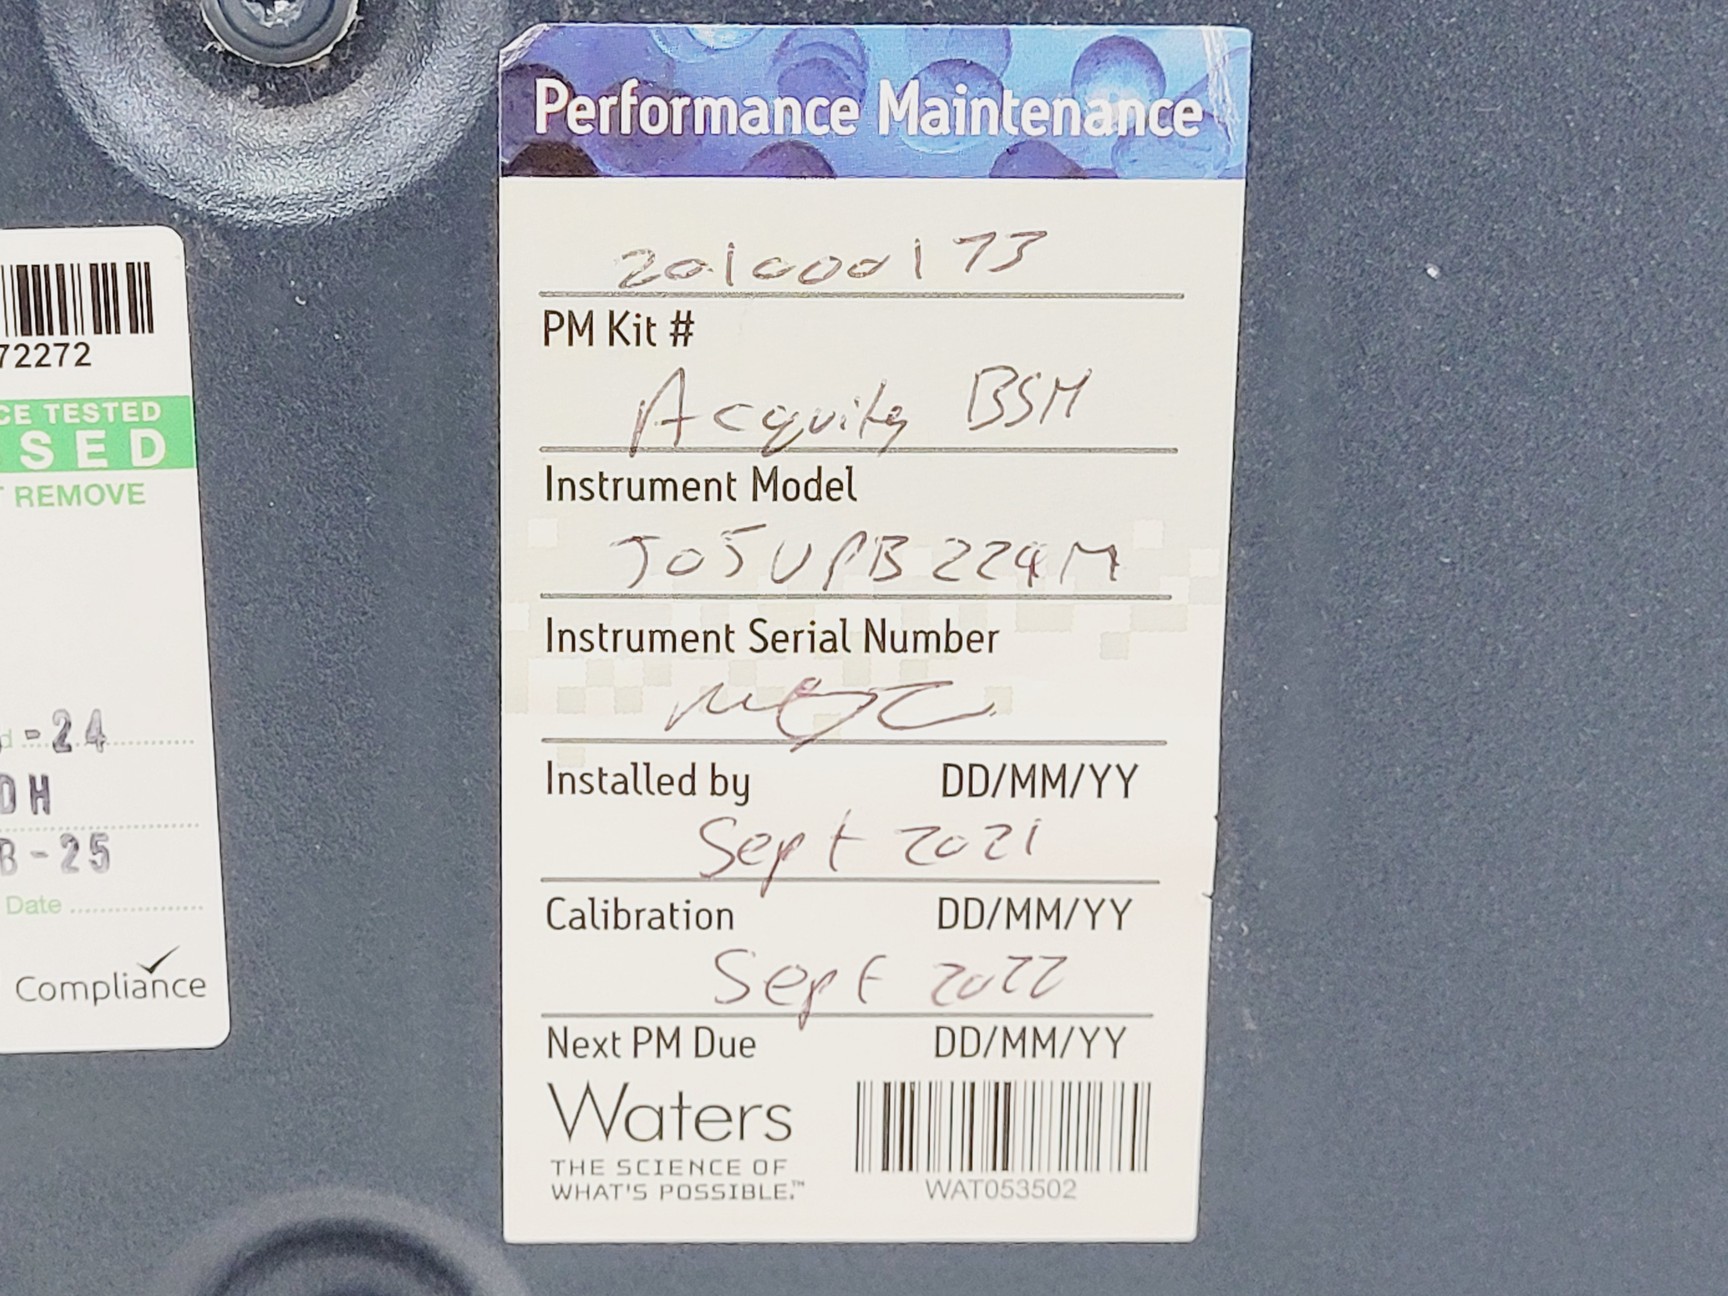 72272
CE TESTED
SSED
T REMOVE
-24
DH
B-25
Date
Compliance
Performance Maintenance
201000173
PM Kit #
Acquity BSM
Instrument Model
J05UPB224M
Instrument Serial Number
Installed by DD/MM/YY
Sept 2021
Calibration DD/MM/YY
Sept 2022
Next PM Due DD/MM/YY
Waters
THE SCIENCE OF
WHAT'S POSSIBLE.™
WAT053502